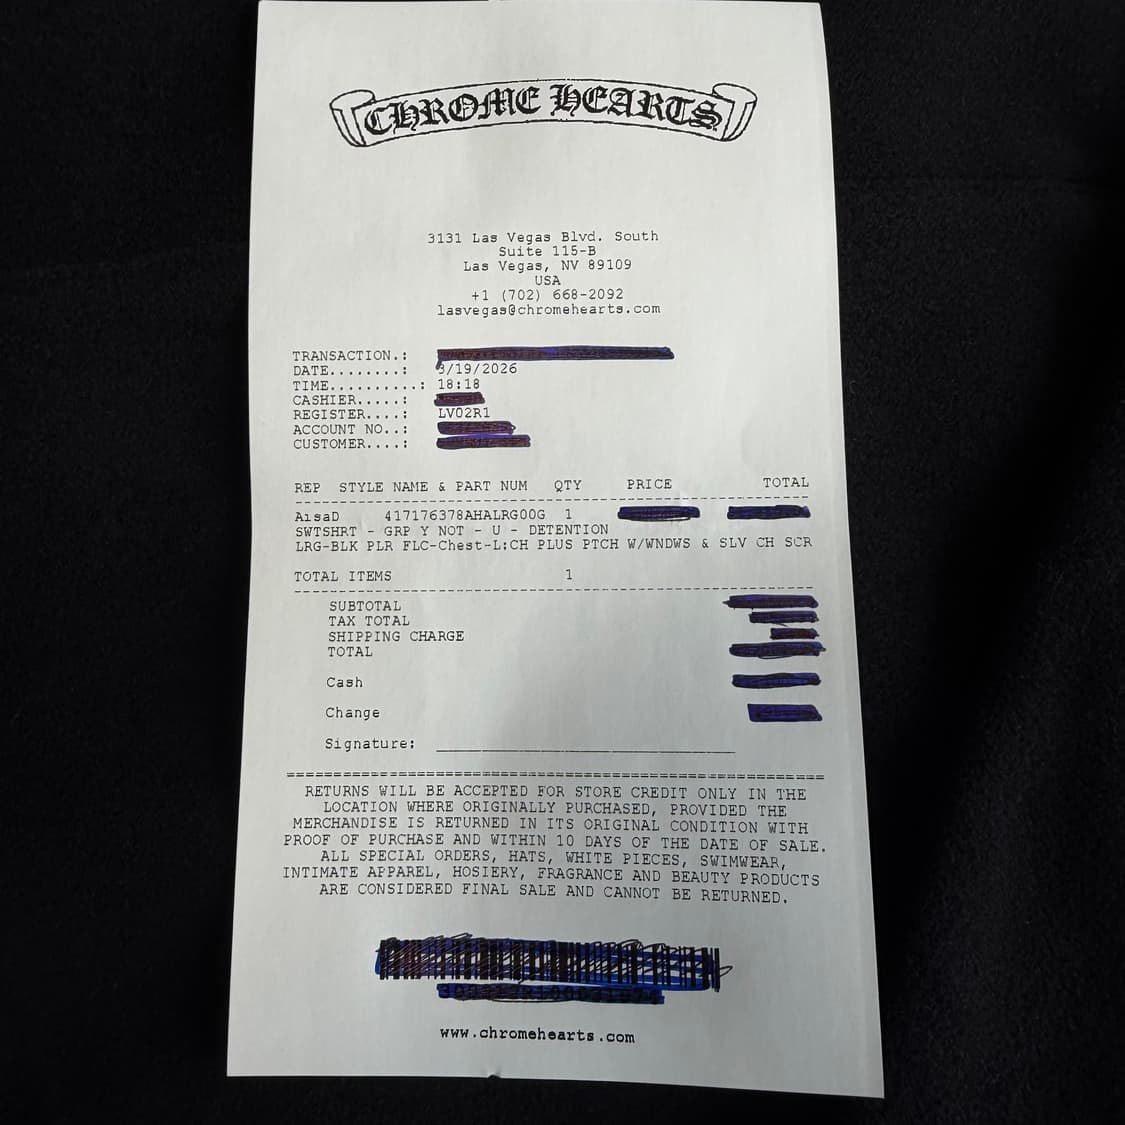 CHROME HEARTS
3131 Las Vegas Blvd. South
Suite 115-B
Las Vegas, NV 89109
USA
+1 (702) 668-2092
lasvegas@chromehearts.com
TRANSACTION.:
DATE........: 3/19/2026
TIME..........: 18:18
CASHIER.....:
REGISTER....: LV02R1
ACCOUNT NO..:
CUSTOMER....:
REP STYLE NAME & PART NUM QTY PRICE TOTAL
AisaD 417176378AHALRG00G 1
SWTSHRT - GRP Y NOT - U - DETENTION
LRG-BLK PLR FLC-Chest-L:CH PLUS PTCH W/WNDWS & SLV CH SCR
TOTAL ITEMS 1
SUBTOTAL
TAX TOTAL
SHIPPING CHARGE
TOTAL
Cash
Change
Signature:
RETURNS WILL BE ACCEPTED FOR STORE CREDIT ONLY IN THE
LOCATION WHERE ORIGINALLY PURCHASED, PROVIDED THE
MERCHANDISE IS RETURNED IN ITS ORIGINAL CONDITION WITH
PROOF OF PURCHASE AND WITHIN 10 DAYS OF THE DATE OF SALE.
ALL SPECIAL ORDERS, HATS, WHITE PIECES, SWIMWEAR,
INTIMATE APPAREL, HOSIERY, FRAGRANCE AND BEAUTY PRODUCTS
ARE CONSIDERED FINAL SALE AND CANNOT BE RETURNED.
www.chromehearts.com